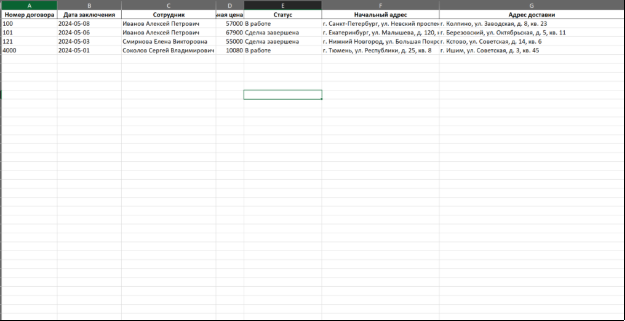 A B C D E F G
Номер договора Дата заключения Сотрудник ная цена Статус Начальный адрес Адрес доставки
100 2024-05-08 Иванов Алексей Петрович 57000 В работе г. Санкт-Петербург, ул. Невский проспек г. Колпино, ул. Заводская, д. 8, кв. 23
101 2024-05-06 Иванов Алексей Петрович 67900 Сделка завершена г. Екатеринбург, ул. Малышева, д. 120, к г. Березовский, ул. Октябрьская, д. 5, кв. 11
121 2024-05-03 Смирнова Елена Викторовна 55000 Сделка завершена г. Нижний Новгород, ул. Большая Покрс г. Кстово, ул. Советская, д. 14, кв. 6
4000 2024-05-01 Соколов Сергей Владимирович 10080 В работе г. Тюмень, ул. Республики, д. 25, кв. 8 г. Ишим, ул. Советская, д. 3, кв. 45